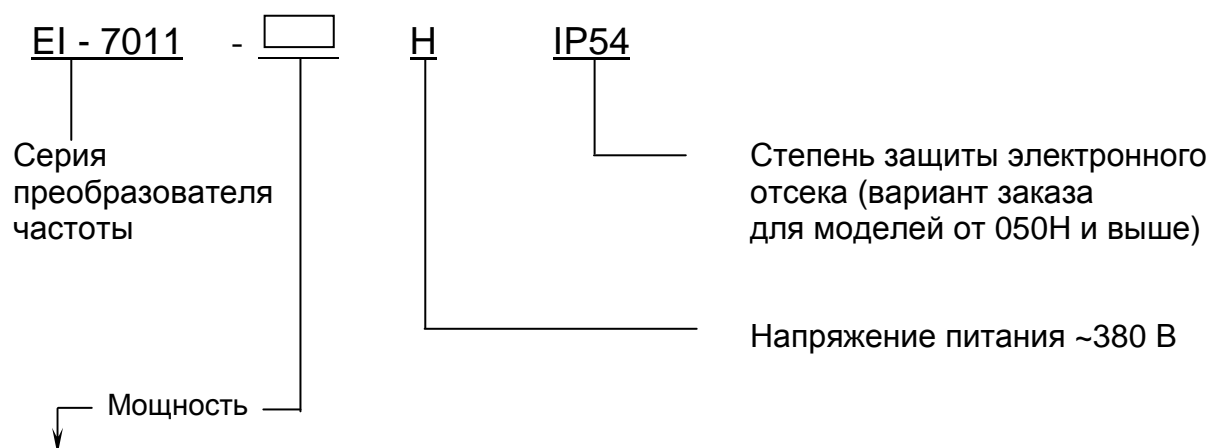 EI - 7011 - H IP54
Серия
преобразователя
частоты
Степень защиты электронного
отсека (вариант заказа
для моделей от 050Н и выше)
Напряжение питания ~380 В
Мощность